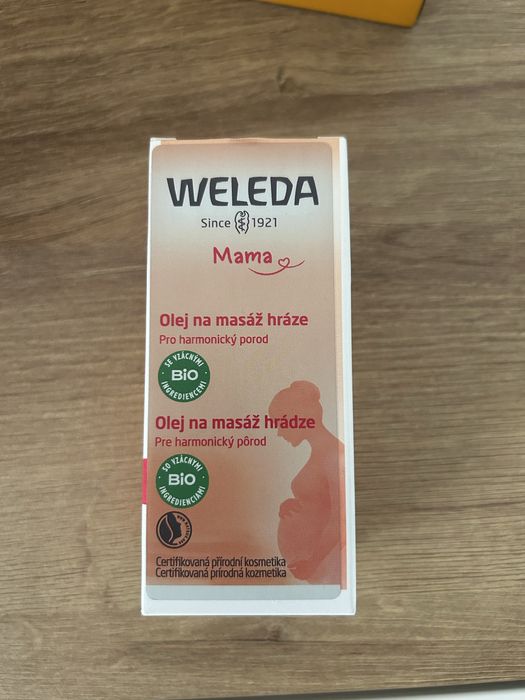 WELEDA
Since 1921
Mama
Olej na masáž hráze
Pro harmonický porod
SE VZÁCNÝMI
BiO
INGREDIENCEMI
Olej na masáž hrádze
Pre harmonický pôrod
SO VZÁCNYMI
BiO
INGREDIENCIAMI
Certifikovaná přírodní kosmetika
Certifikovaná prírodná kozmetika